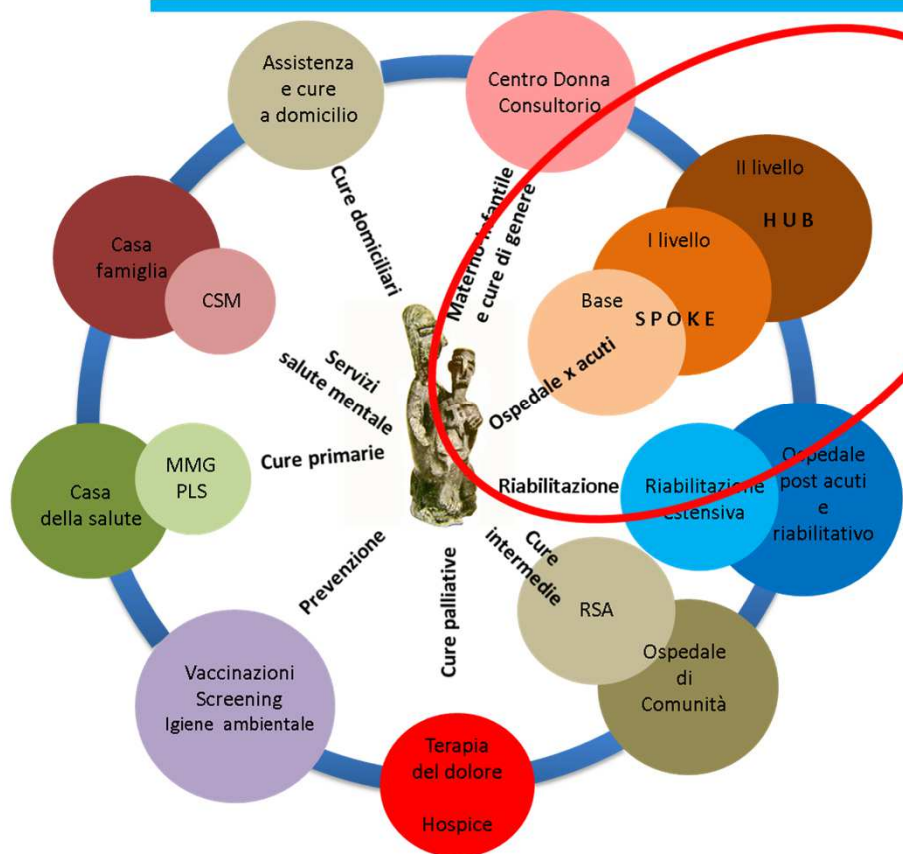 Assistenza
e cure
a domicilio
Centro Donna
Consultorio
II livello
HUB
I livello
SPOKE
Base
Casa
famiglia
CSM
Cure domiciliari
Materno infantile
e cure di genere
Servizi
salute mentale
Ospedale x acuti
Cure primarie
Riabilitazione
MMG
PLS
Casa
della salute
Riabilitazione
estensiva
Ospedale
post acuti
e
riabilitativo
Prevenzione
Cure palliative
Cure
intermedie
RSA
Ospedale
di
Comunità
Vaccinazioni
Screening
Igiene ambientale
Terapia
del dolore
Hospice